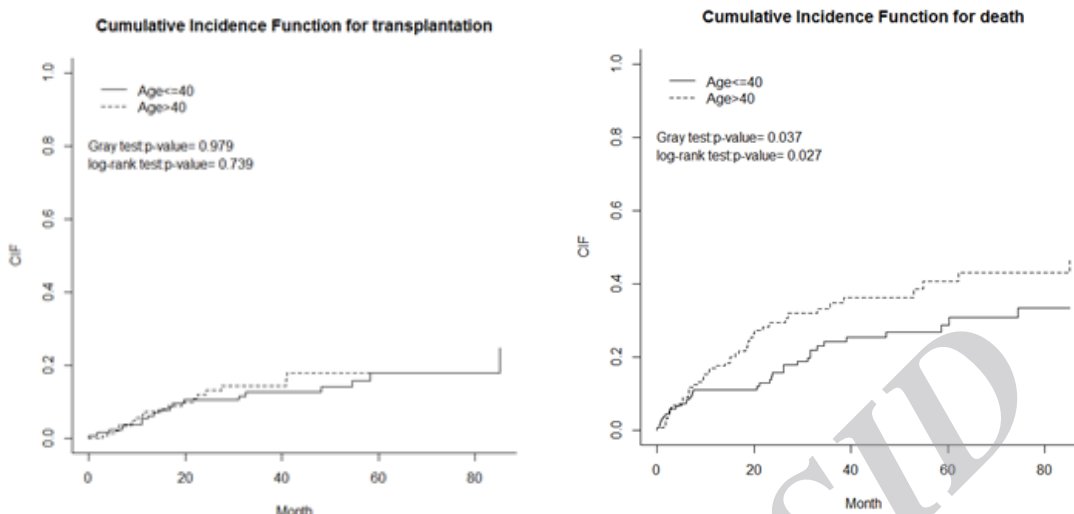 Cumulative Incidence Function for transplantation
1.0
0.8
0.6
0.4
0.2
0.0
CIF
Age<=40
Age>40
Gray test:p-value= 0.979
log-rank test:p-value= 0.739
0 20 40 60 80
Month
Cumulative Incidence Function for death
1.0
0.8
0.6
0.4
0.2
0.0
CIF
Age<=40
Age>40
Gray test:p-value= 0.037
log-rank test:p-value= 0.027
0 20 40 60 80
Month
SID